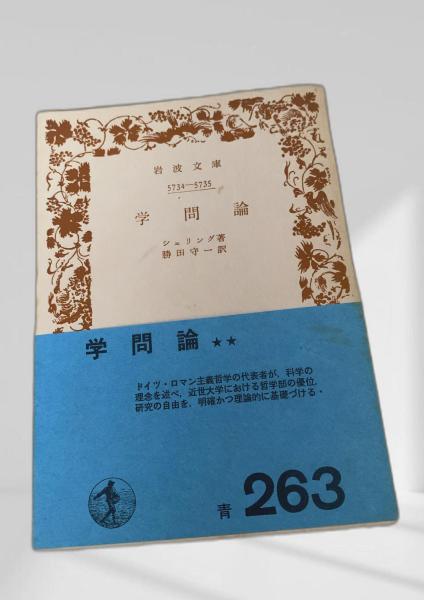 岩波文庫
5734—5735
学問論
シェリング著
勝田守一訳
学問論★★
ドイツ・ロマン主義哲学の代表者が、科学の
理念を述べ、近世大学における哲学部の優位、
研究の自由を、明確かつ理論的に基礎づける・
青 263